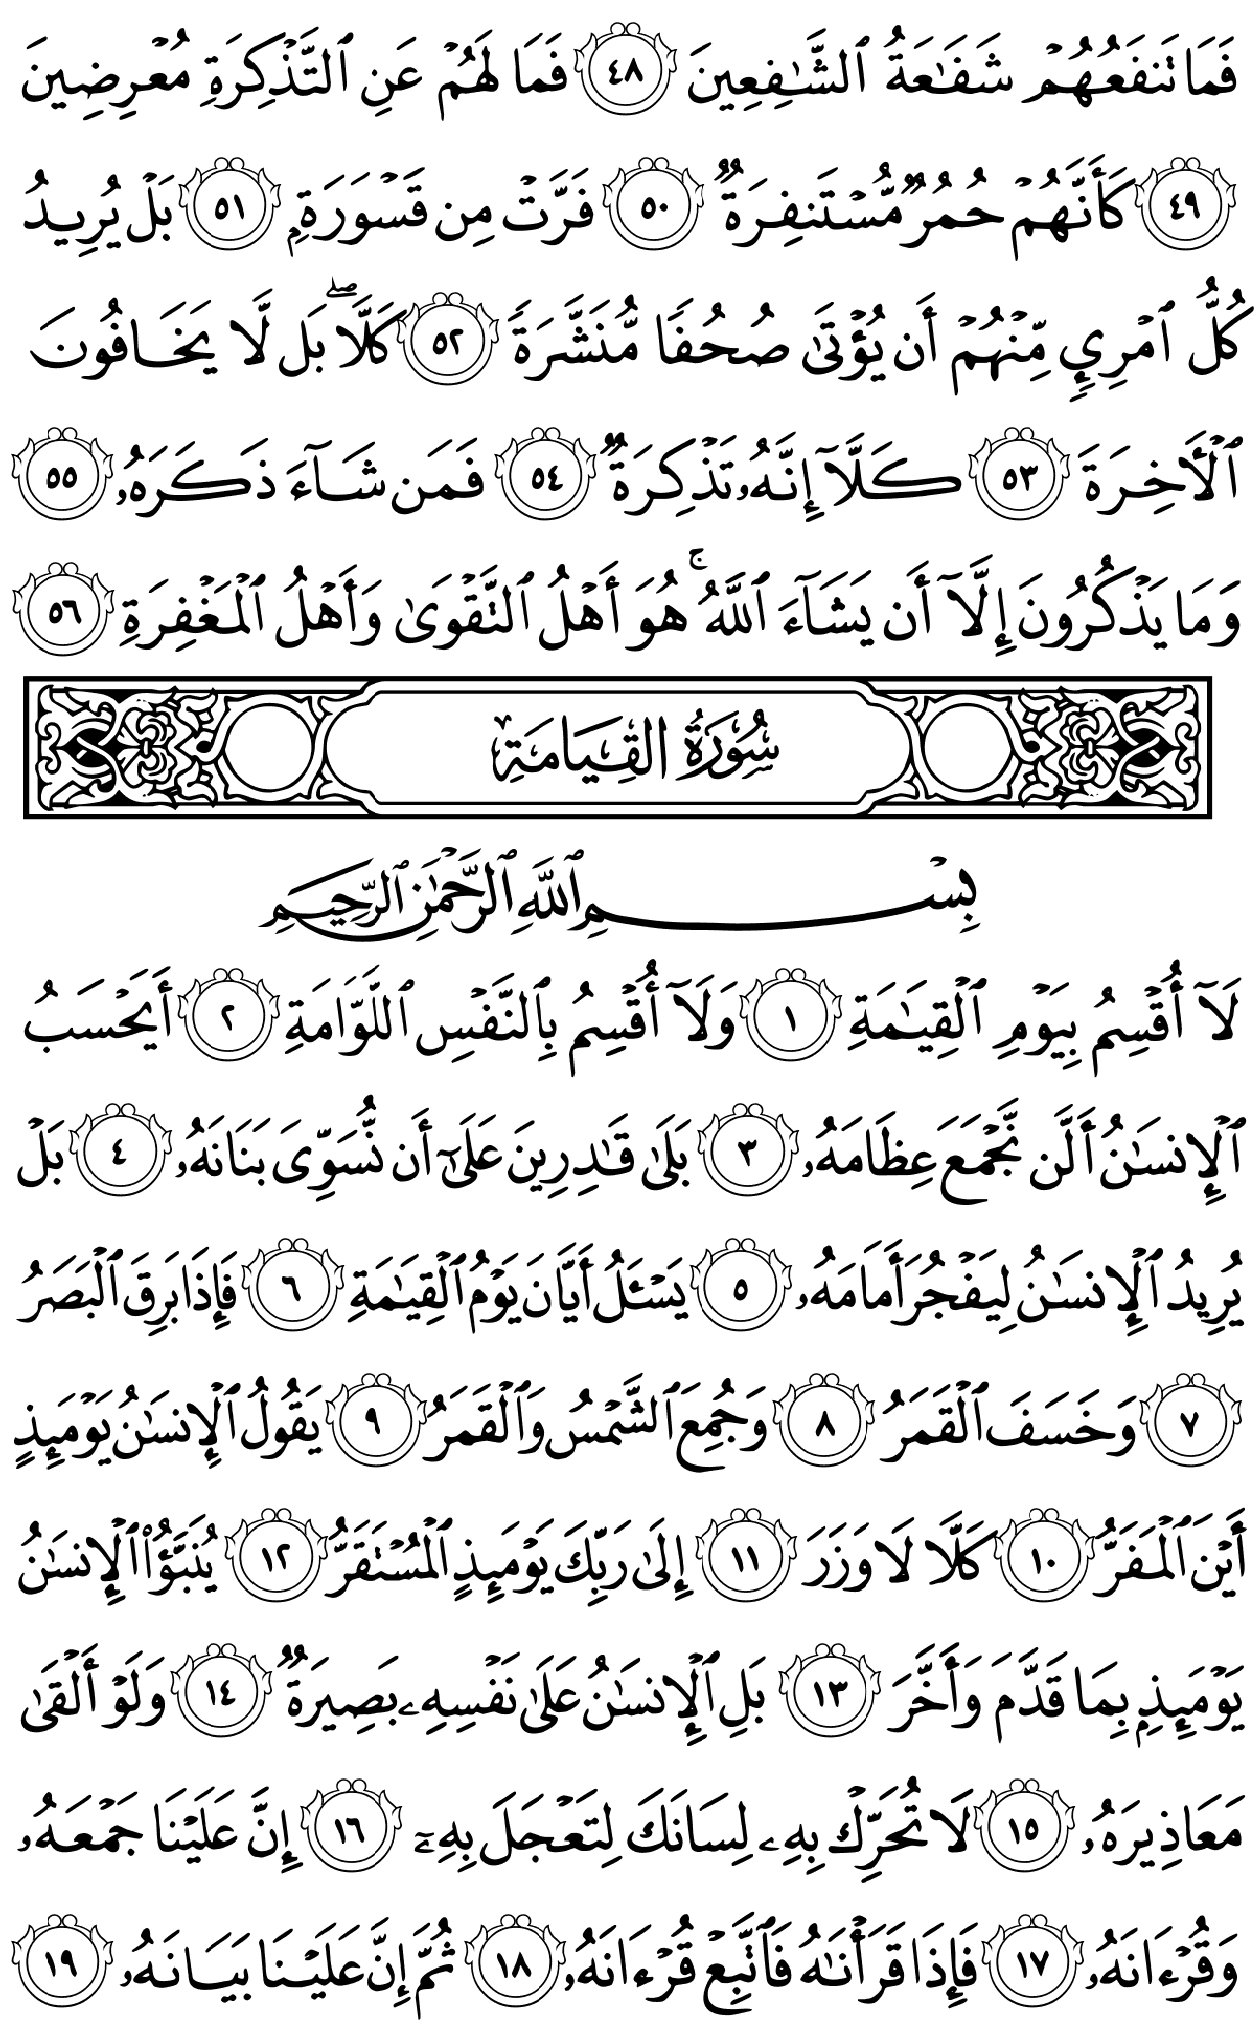 فَمَا تَنفَعُهُمْ شَفَٰعَةُ ٱلشَّٰفِعِينَ ٤٨ فَمَا لَهُمْ عَنِ ٱلتَّذْكِرَةِ مُعْرِضِينَ
٤٩ كَأَنَّهُمْ حُمُرٌ مُّسْتَنفِرَةٌ ٥٠ فَرَّتْ مِن قَسْوَرَةٍۭ ٥١ بَلْ يُرِيدُ
كُلُّ ٱمْرِئٍ مِّنْهُمْ أَن يُؤْتَىٰ صُحُفًا مُّنَشَّرَةً ٥٢ كَلَّا ۖ بَل لَّا يَخَافُونَ
ٱلْأَخِرَةَ ٥٣ كَلَّآ إِنَّهُۥ تَذْكِرَةٌ ٥٤ فَمَن شَآءَ ذَكَرَهُۥ ٥٥
وَمَا يَذْكُرُونَ إِلَّآ أَن يَشَآءَ ٱللَّهُ ۚ هُوَ أَهْلُ ٱلتَّقْوَىٰ وَأَهْلُ ٱلْمَغْفِرَةِ ٥٦
سُورَةُ القِيَامَةِ
بِسْمِ ٱللَّهِ ٱلرَّحْمَٰنِ ٱلرَّحِيمِ
لَآ أُقْسِمُ بِيَوْمِ ٱلْقِيَٰمَةِ ١ وَلَآ أُقْسِمُ بِٱلنَّفْسِ ٱللَّوَّامَةِ ٢ أَيَحْسَبُ
ٱلْإِنسَٰنُ أَلَّن نَّجْمَعَ عِظَامَهُۥ ٣ بَلَىٰ قَٰدِرِينَ عَلَىٰٓ أَن نُّسَوِّىَ بَنَانَهُۥ ٤ بَلْ
يُرِيدُ ٱلْإِنسَٰنُ لِيَفْجُرَ أَمَامَهُۥ ٥ يَسْـَٔلُ أَيَّانَ يَوْمُ ٱلْقِيَٰمَةِ ٦ فَإِذَا بَرِقَ ٱلْبَصَرُ
٧ وَخَسَفَ ٱلْقَمَرُ ٨ وَجُمِعَ ٱلشَّمْسُ وَٱلْقَمَرُ ٩ يَقُولُ ٱلْإِنسَٰنُ يَوْمَئِذٍ
أَيْنَ ٱلْمَفَرُّ ١٠ كَلَّا لَا وَزَرَ ١١ إِلَىٰ رَبِّكَ يَوْمَئِذٍ ٱلْمُسْتَقَرُّ ١٢ يُنَبَّؤُا۟ ٱلْإِنسَٰنُ
يَوْمَئِذٍۭ بِمَا قَدَّمَ وَأَخَّرَ ١٣ بَلِ ٱلْإِنسَٰنُ عَلَىٰ نَفْسِهِۦ بَصِيرَةٌ ١٤ وَلَوْ أَلْقَىٰ
مَعَاذِيرَهُۥ ١٥ لَا تُحَرِّكْ بِهِۦ لِسَانَكَ لِتَعْجَلَ بِهِۦٓ ١٦ إِنَّ عَلَيْنَا جَمْعَهُۥ
وَقُرْءَانَهُۥ ١٧ فَإِذَا قَرَأْنَٰهُ فَٱتَّبِعْ قُرْءَانَهُۥ ١٨ ثُمَّ إِنَّ عَلَيْنَا بَيَانَهُۥ ١٩